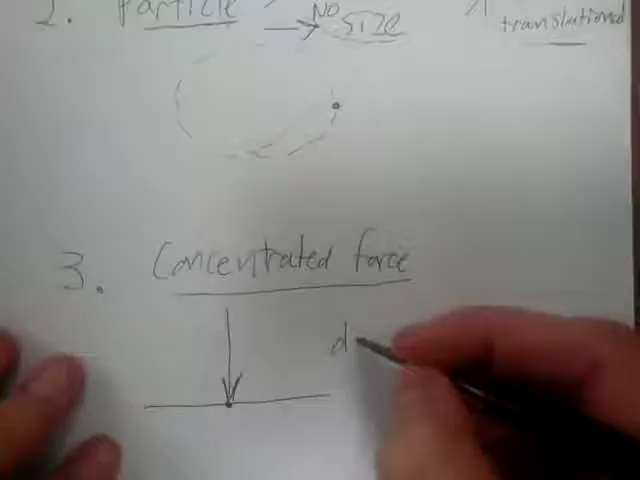 2. Particle
NO
SIZE
translational
3. Concentrated force
d